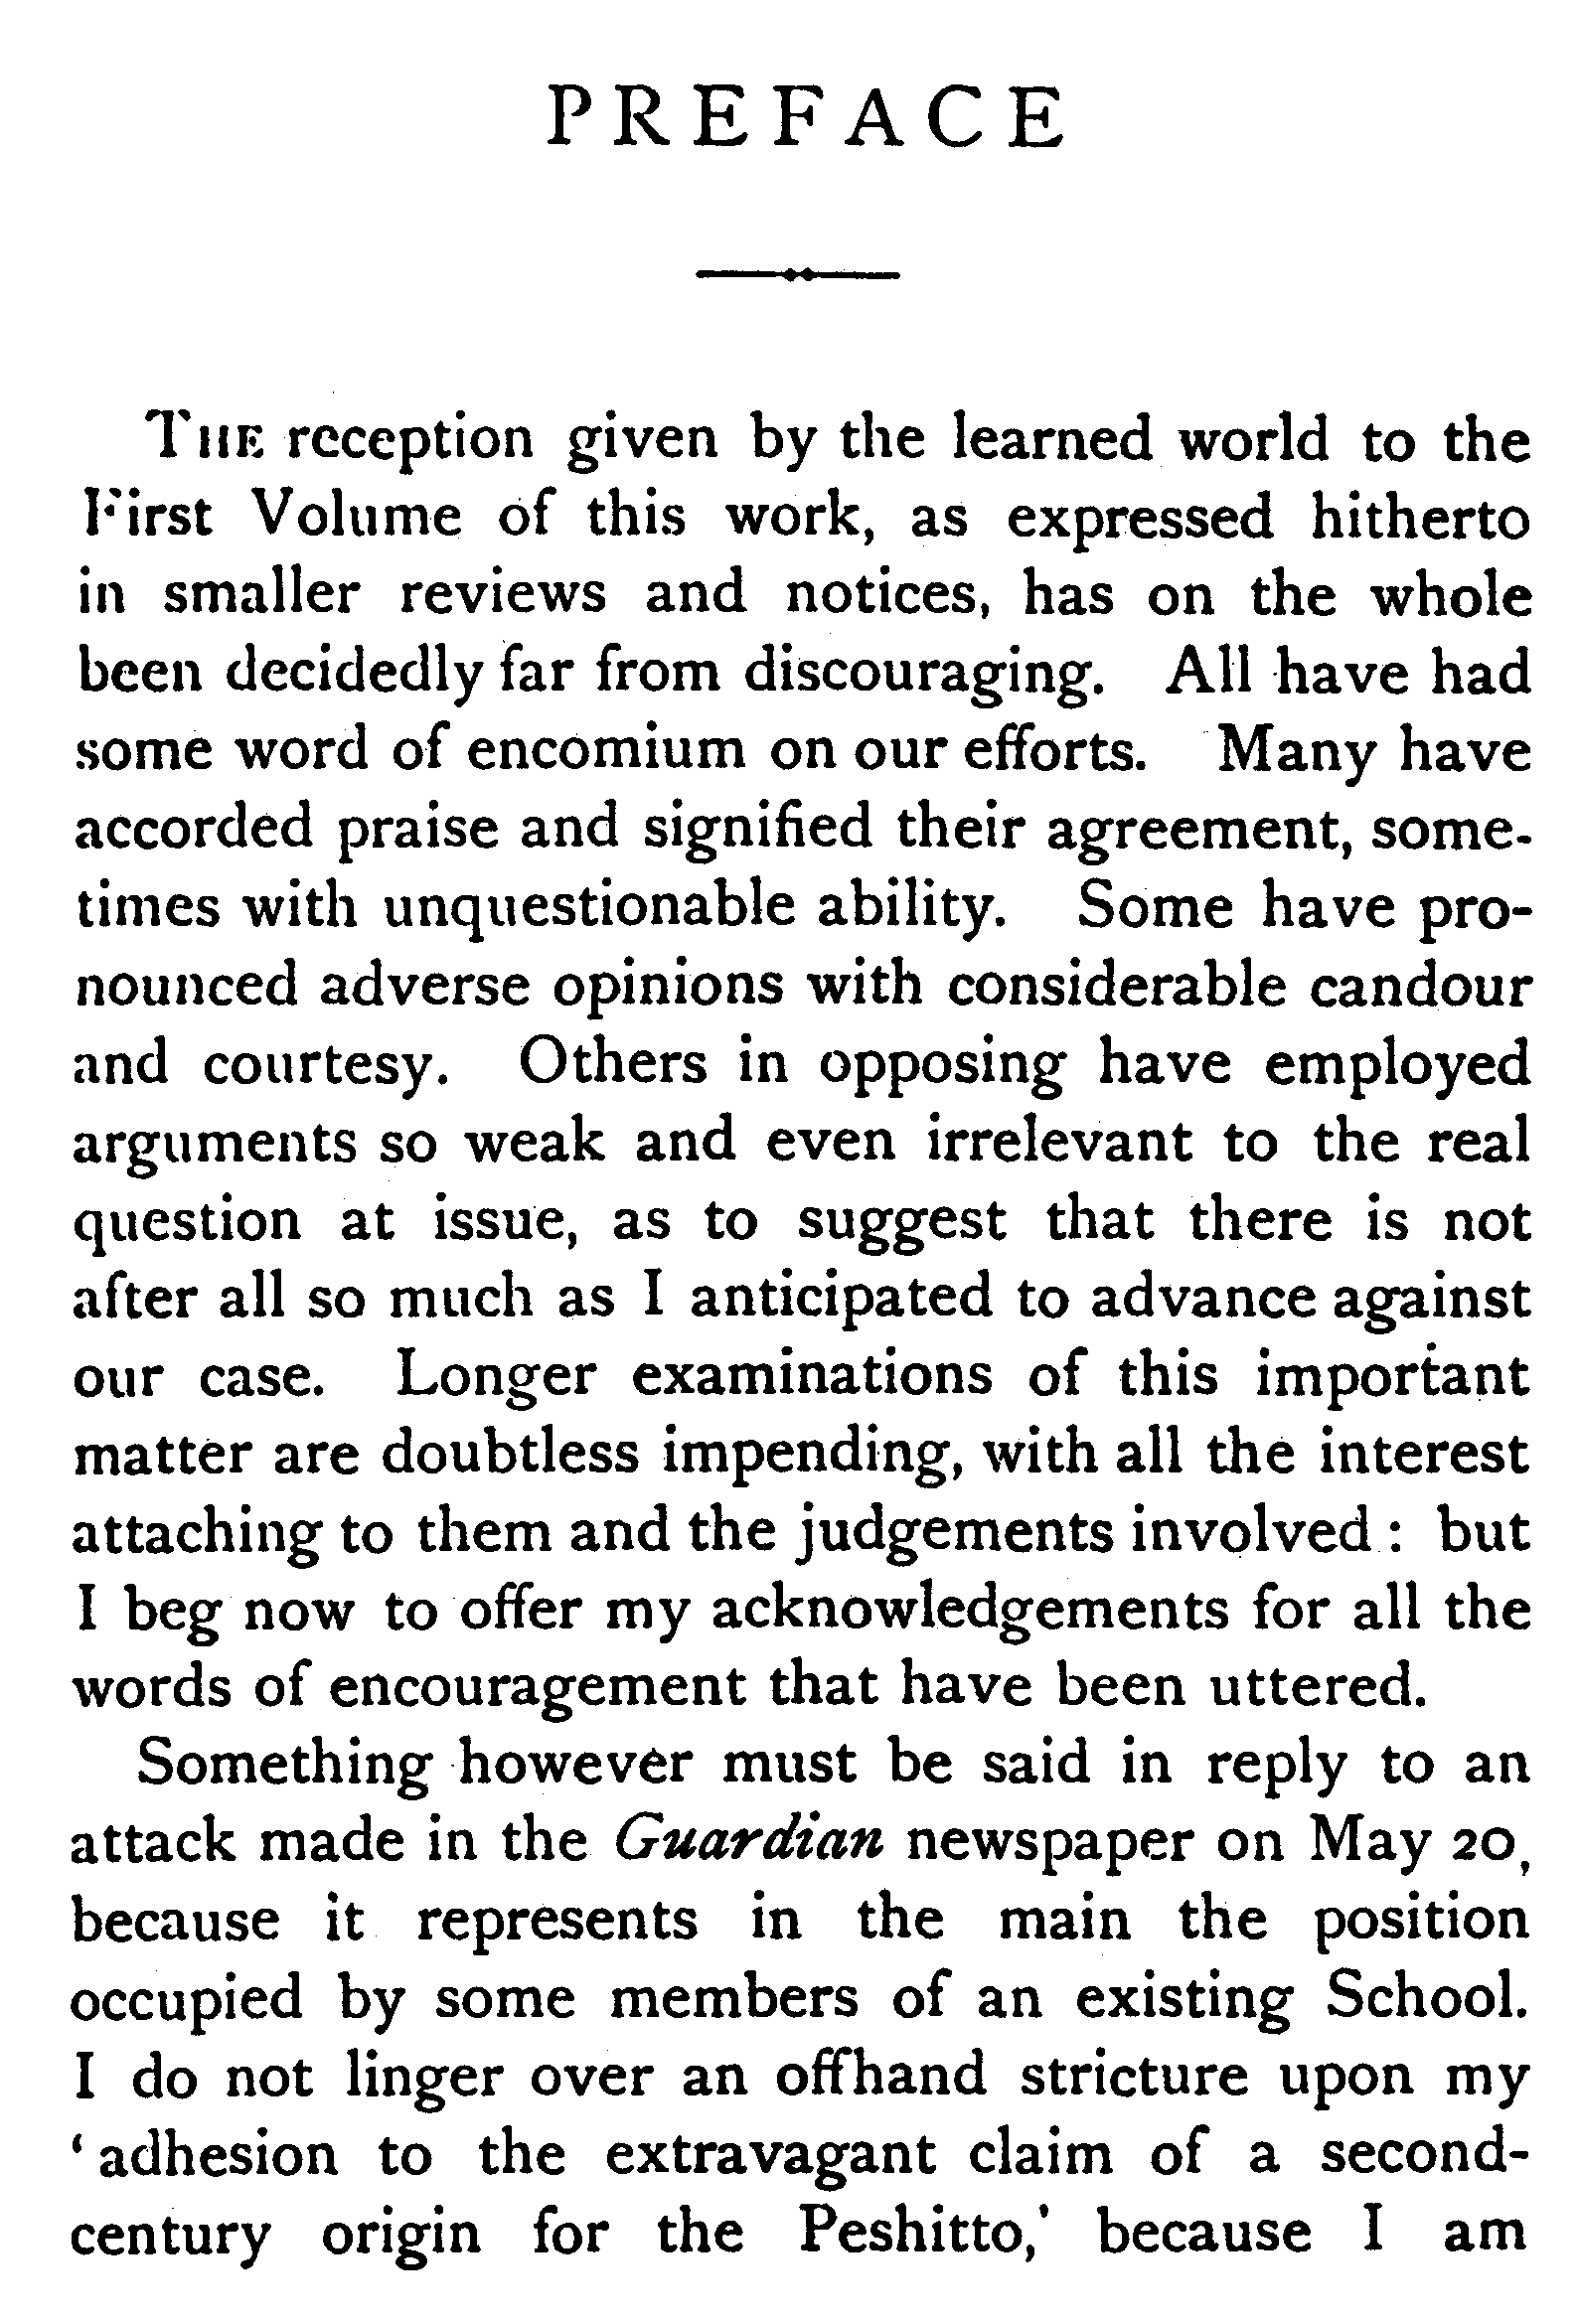 PREFACE
THE reception given by the learned world to the
First Volume of this work, as expressed hitherto
in smaller reviews and notices, has on the whole
been decidedly far from discouraging. All have had
some word of encomium on our efforts. Many have
accorded praise and signified their agreement, some-
times with unquestionable ability. Some have pro-
nounced adverse opinions with considerable candour
and courtesy. Others in opposing have employed
arguments so weak and even irrelevant to the real
question at issue, as to suggest that there is not
after all so much as I anticipated to advance against
our case. Longer examinations of this important
matter are doubtless impending, with all the interest
attaching to them and the judgements involved : but
I beg now to offer my acknowledgements for all the
words of encouragement that have been uttered.
Something however must be said in reply to an
attack made in the Guardian newspaper on May 20,
because it represents in the main the position
occupied by some members of an existing School.
I do not linger over an offhand stricture upon my
‘ adhesion to the extravagant claim of a second-
century origin for the Peshitto,’ because I am